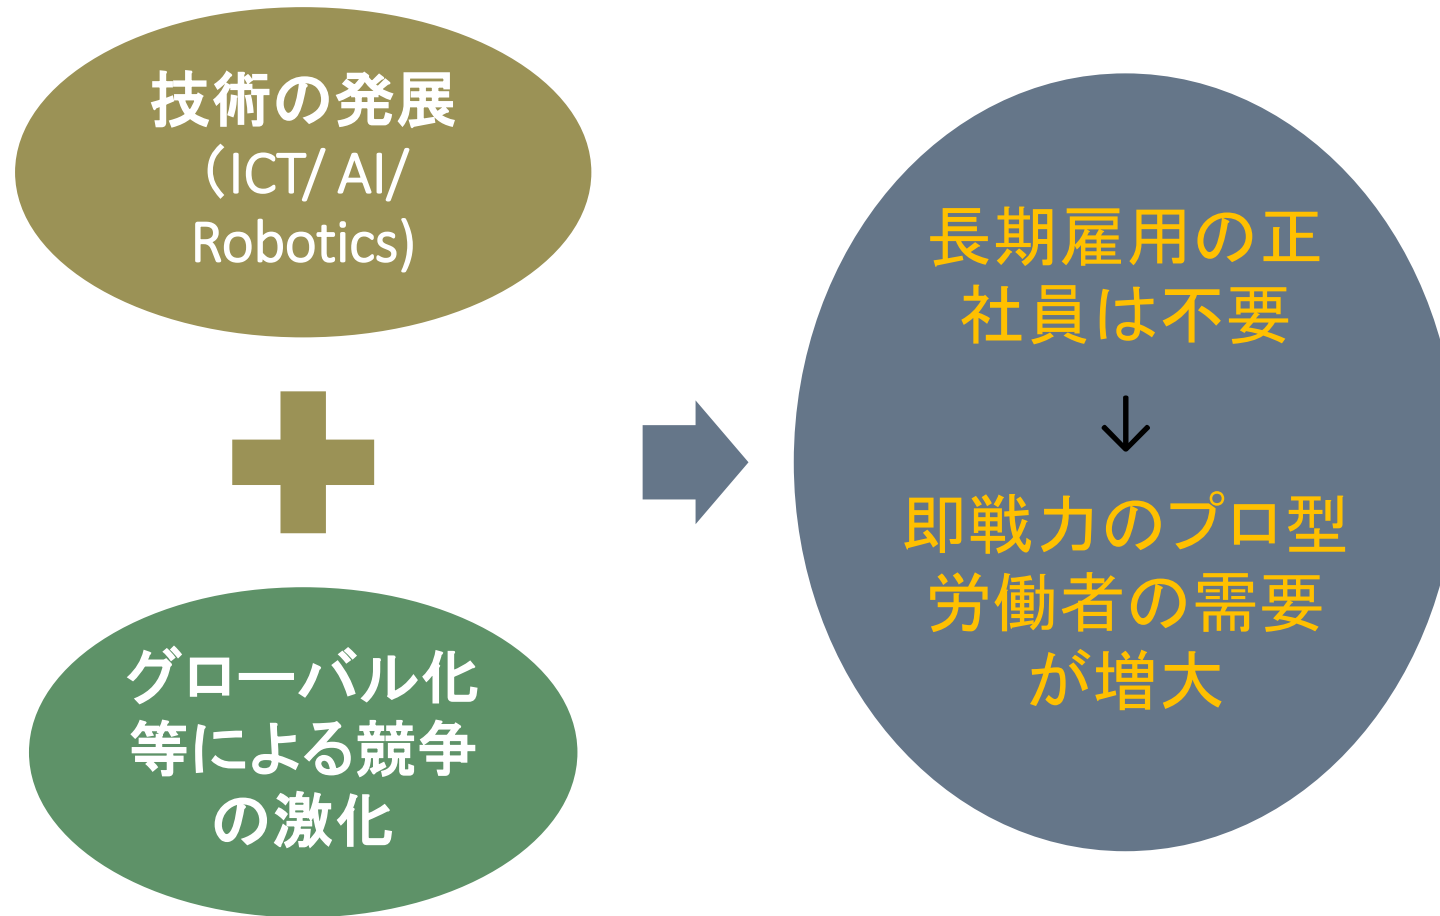 技術の発展
（ICT/ AI/
Robotics)
グローバル化
等による競争
の激化
長期雇用の正
社員は不要
↓
即戦力のプロ型
労働者の需要
が増大